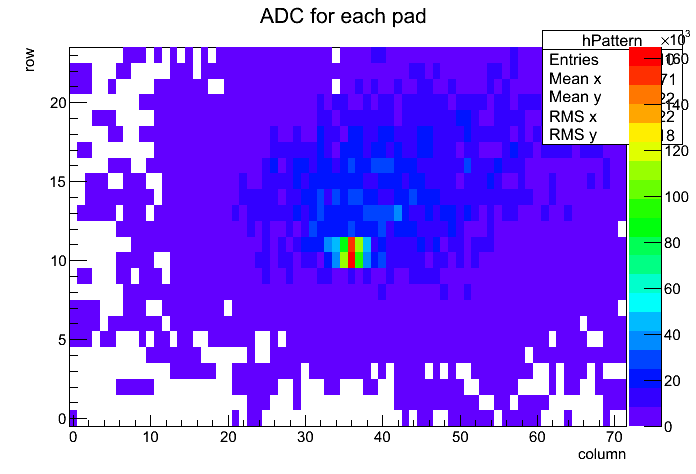 ADC for each pad
row
hPattern
×10³
Entries
Mean x
Mean y
RMS x
RMS y
160
140
120
100
80
60
40
20
0
20
15
10
5
0
0 10 20 30 40 50 60 70
column